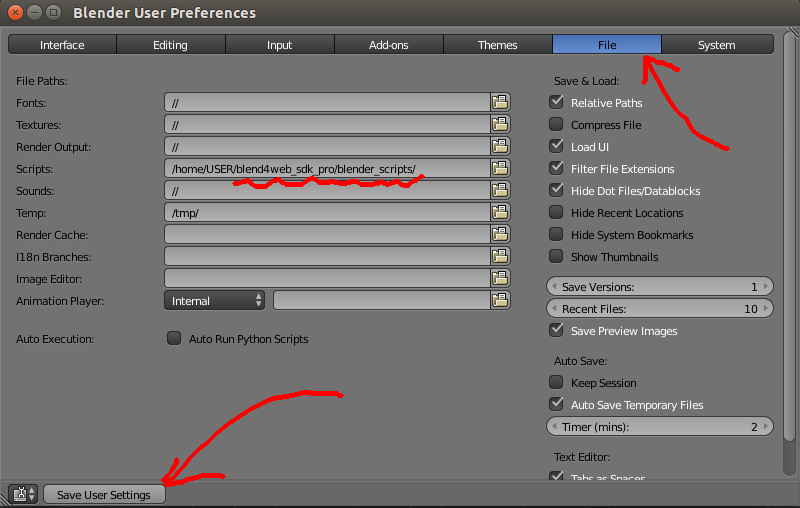 Blender User Preferences
Interface Editing Input Add-ons Themes File System
File Paths:
Fonts: //
Textures: //
Render Output: //
Scripts: /home/USER/blend4web_sdk_pro/blender_scripts/
Sounds: //
Temp: /tmp/
Render Cache:
I18n Branches:
Image Editor:
Animation Player: Internal
Auto Execution: Auto Run Python Scripts
Save & Load:
Relative Paths
Compress File
Load UI
Filter File Extensions
Hide Dot Files/Datablocks
Hide Recent Locations
Hide System Bookmarks
Show Thumbnails
Save Versions: 1
Recent Files: 10
Save Preview Images
Auto Save:
Keep Session
Auto Save Temporary Files
Timer (mins): 2
Text Editor:
Tabs as Spaces
Save User Settings